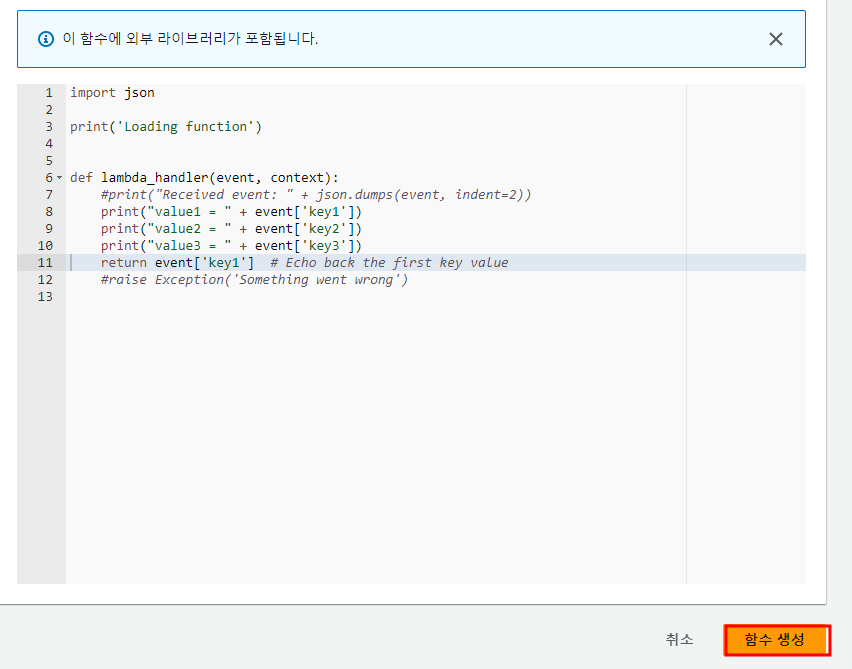 이 함수에 외부 라이브러리가 포함됩니다.
1 import json
2
3 print('Loading function')
4
5
6 def lambda_handler(event, context):
7     #print("Received event: " + json.dumps(event, indent=2))
8     print("value1 = " + event['key1'])
9     print("value2 = " + event['key2'])
10     print("value3 = " + event['key3'])
11     return event['key1']  # Echo back the first key value
12     #raise Exception('Something went wrong')
13
취소 함수 생성